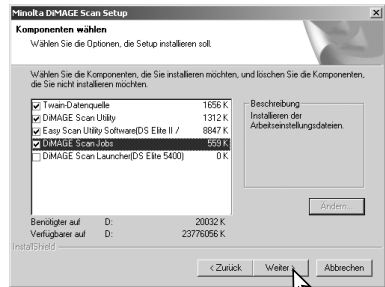 Minolta DiMAGE Scan Setup
Komponenten wählen
Wählen Sie die Optionen, die Setup installieren soll.
Wählen Sie die Komponenten, die Sie installieren möchten, und löschen Sie die Komponenten,
die Sie nicht installieren möchten.
Twain-Datenquelle 1656 K
DiMAGE Scan Utility 1312 K
Easy Scan Utility Software(DS Elite II / 8847 K
DiMAGE Scan Jobs 559 K
DiMAGE Scan Launcher(DS Elite 5400) 0 K
Beschreibung
Installieren der
Arbeitseinstellungsdateien.
Ändern...
Benötigter auf D: 20032 K
Verfügbarer auf D: 23776056 K
InstallShield
< Zurück Weiter > Abbrechen